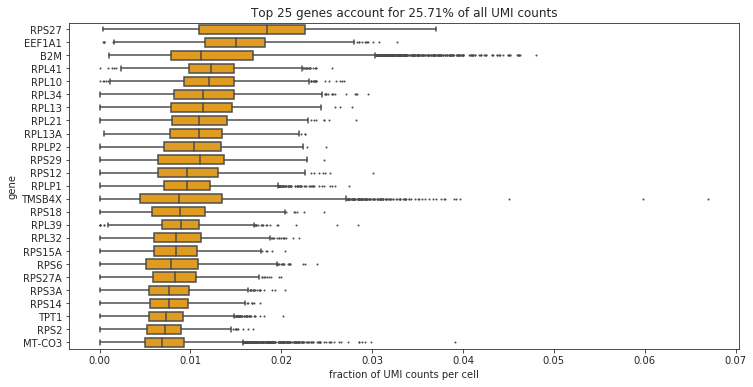 Top 25 genes account for 25.71% of all UMI counts
RPS27
EEF1A1
B2M
RPL41
RPL10
RPL34
RPL13
RPL21
RPL13A
RPLP2
RPS29
RPS12
RPLP1
TMSB4X
RPS18
RPL39
RPL32
RPS15A
RPS6
RPS27A
RPS3A
RPS14
TPT1
RPS2
MT-CO3
gene
0.00 0.01 0.02 0.03 0.04 0.05 0.06 0.07
fraction of UMI counts per cell